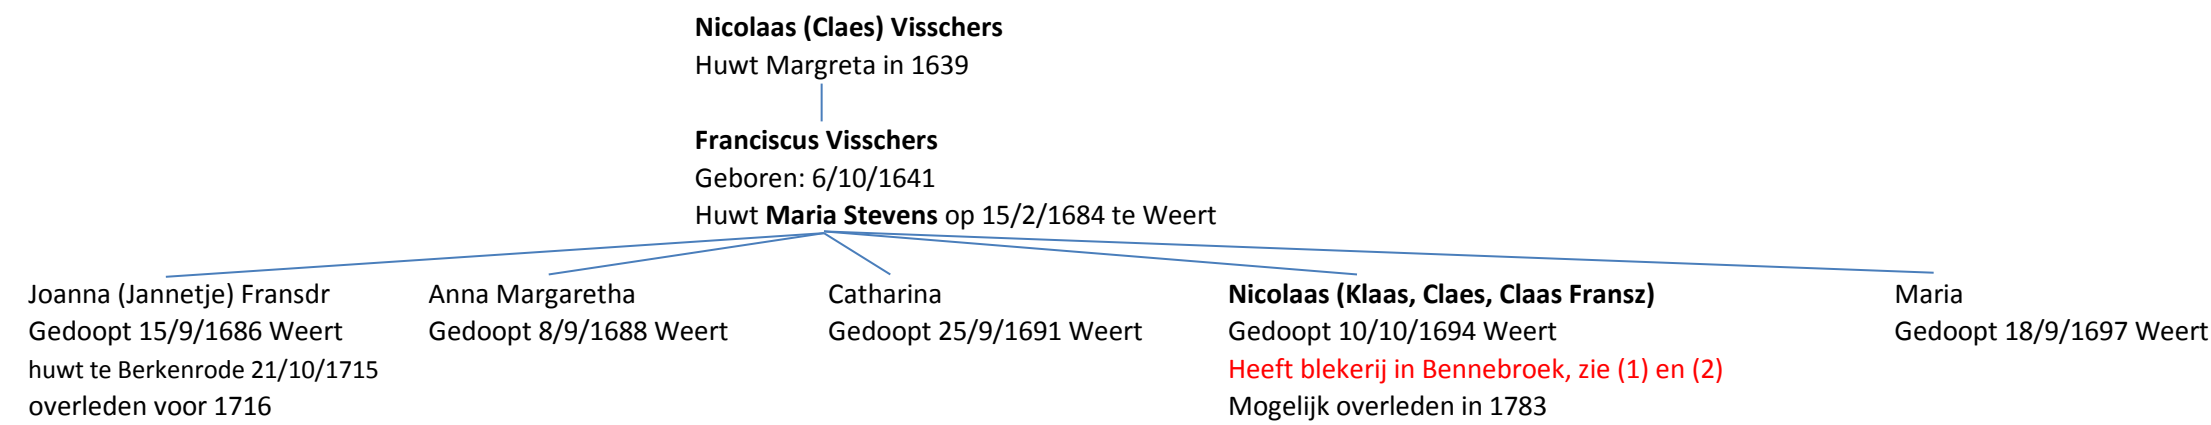 Nicolaas (Claes) Visschers
Huwt Margreta in 1639
Franciscus Visschers
Geboren: 6/10/1641
Huwt Maria Stevens op 15/2/1684 te Weert
Joanna (Jannetje) Fransdr
Gedoopt 15/9/1686 Weert
huwt te Berkenrode 21/10/1715
overleden voor 1716
Anna Margaretha
Gedoopt 8/9/1688 Weert
Catharina
Gedoopt 25/9/1691 Weert
Nicolaas (Klaas, Claes, Claas Fransz)
Gedoopt 10/10/1694 Weert
Heeft blekerij in Bennebroek, zie (1) en (2)
Mogelijk overleden in 1783
Maria
Gedoopt 18/9/1697 Weert